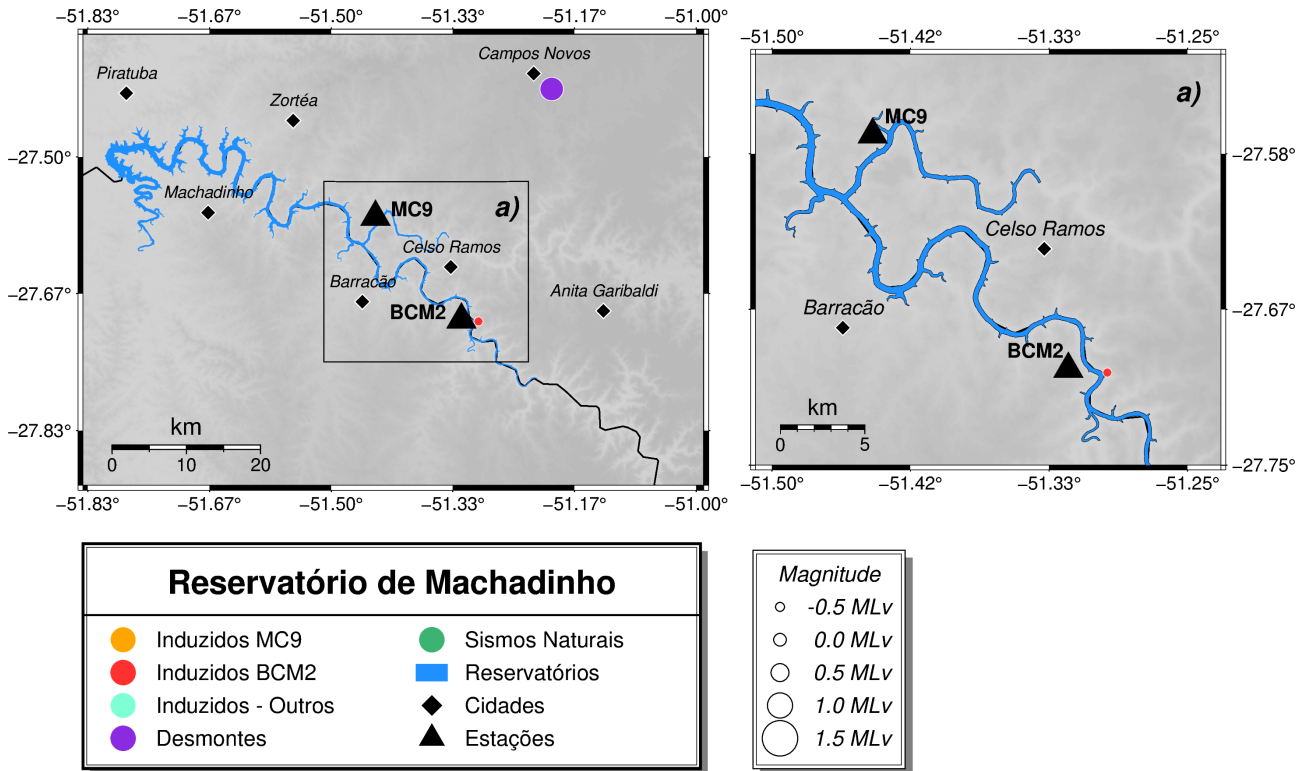 −51.83° −51.67° −51.50° −51.33° −51.17° −51.00°
Campos Novos
Piratuba
Zortéa
−27.50°
Machadinho
a)
MC9
Celso Ramos
−27.67°
Barracão
Anita Garibaldi
BCM2
−27.83°
km
0 10 20
−51.83° −51.67° −51.50° −51.33° −51.17° −51.00°
−51.50° −51.42° −51.33° −51.25°
a)
MC9
−27.58°
Celso Ramos
Barracão
−27.67°
BCM2
km
0 5
−27.75°
−51.50° −51.42° −51.33° −51.25°
Reservatório de Machadinho
Induzidos MC9
Induzidos BCM2
Induzidos - Outros
Desmontes
Sismos Naturais
Reservatórios
Cidades
Estações
Magnitude
-0.5 MLv
0.0 MLv
0.5 MLv
1.0 MLv
1.5 MLv